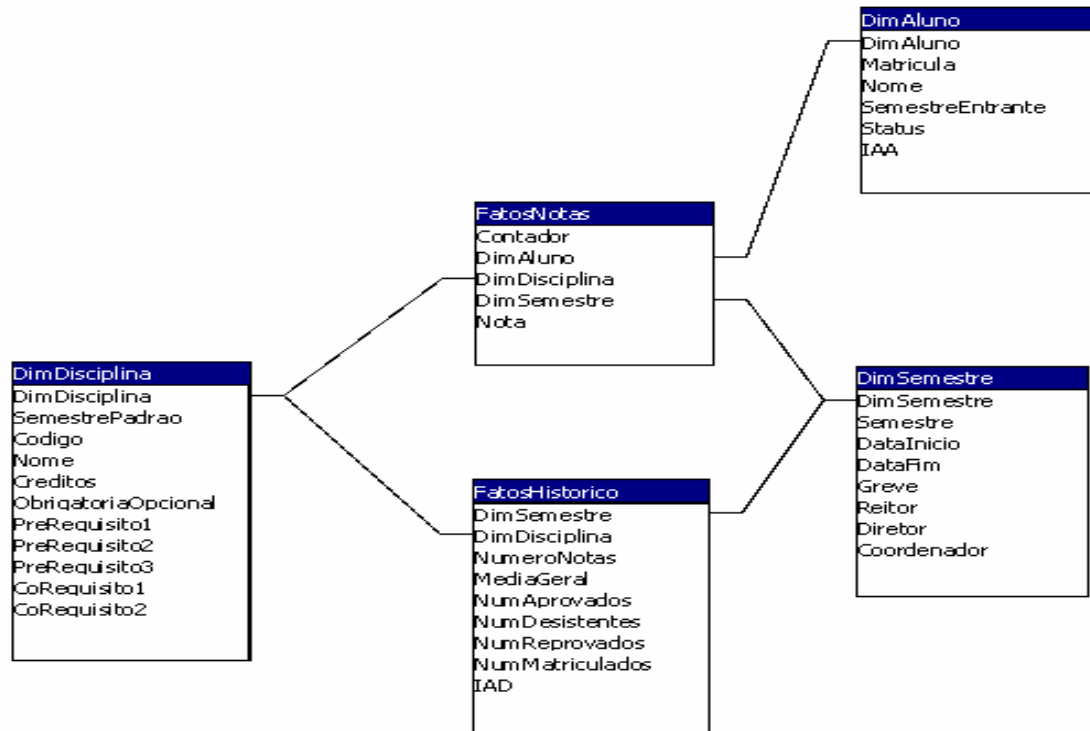 DimAluno
DimAluno
Matricula
Nome
SemestreEntrante
Status
IAA
FatosNotas
Contador
DimAluno
DimDisciplina
DimSemestre
Nota
DimDisciplina
DimDisciplina
SemestrePadrao
Codigo
Nome
Creditos
ObrigatoriaOpcional
PreRequisito1
PreRequisito2
PreRequisito3
CoRequisito1
CoRequisito2
DimSemestre
DimSemestre
Semestre
DataInicio
DataFim
Greve
Reitor
Diretor
Coordenador
FatosHistorico
DimSemestre
DimDisciplina
NumeroNotas
MediaGeral
NumAprovados
NumDesistentes
NumReprovados
NumMatriculados
IAD